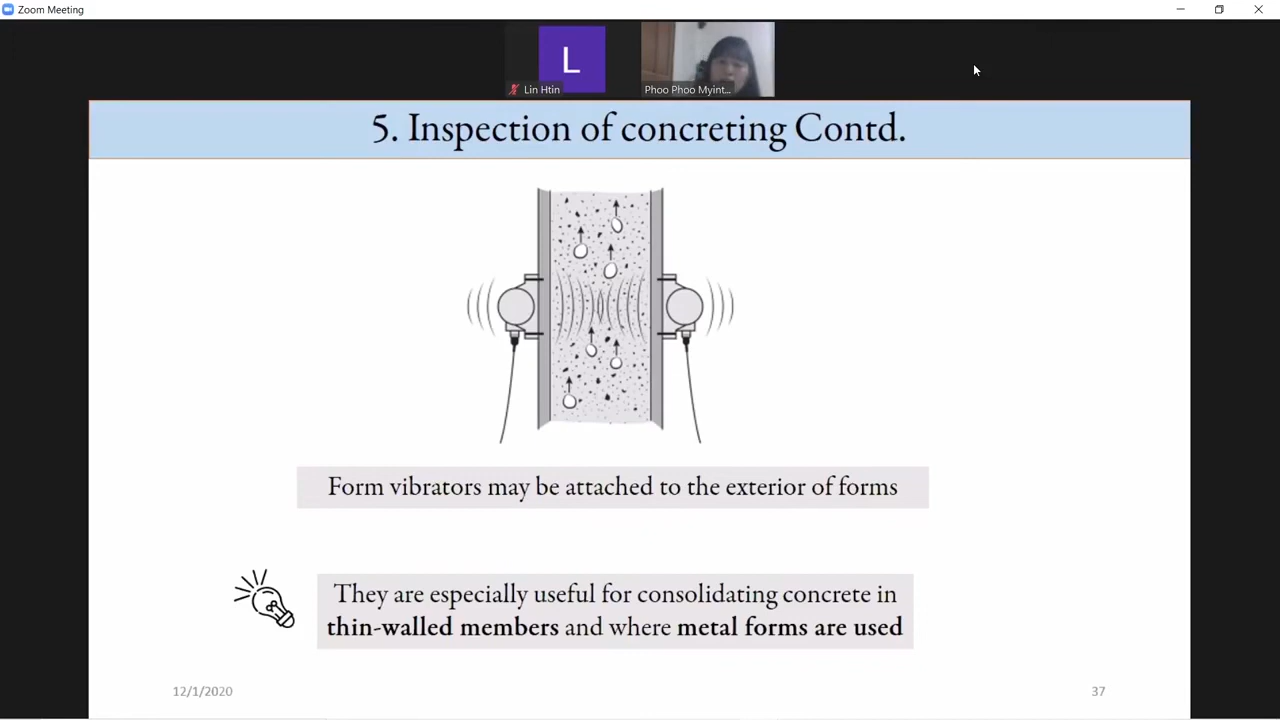 Zoom Meeting
L
Lin Htin
Phoo Phoo Myint...
5. Inspection of concreting Contd.
Form vibrators may be attached to the exterior of forms
They are especially useful for consolidating concrete in
thin-walled members and where metal forms are used
12/1/2020
37